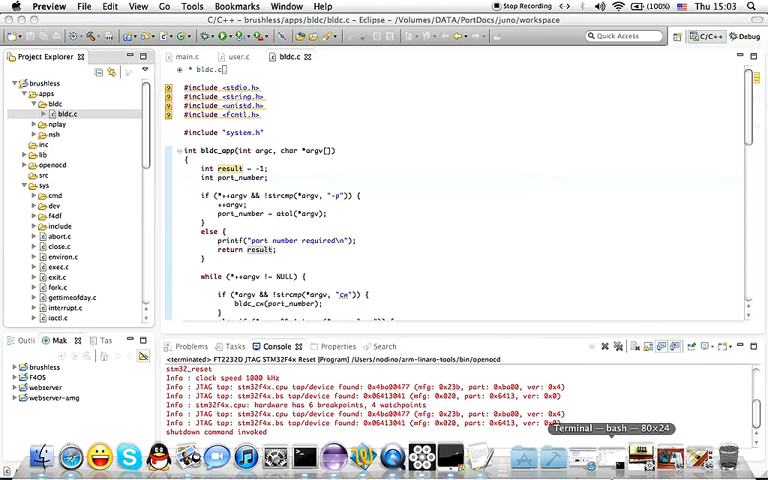 Preview File Edit View Go Tools Bookmarks Window Help Stop Recording (100%) Thu 15:03
C/C++ - brushless/apps/bldc/bldc.c - Eclipse - /Volumes/DATA/PortDocs/juno/workspace
Quick Access C/C++ Debug
Project Explorer
main.c user.c bldc.c
brushless
apps
bldc
bldc.c
nplay
nsh
inc
lib
openocd
src
sys
cmd
dev
f4df
include
abort.c
close.c
environ.c
exec.c
exit.c
fork.c
gettimeofday.c
interrupt.c
ioctl.c
* bldc.c
#include <stdio.h>
#include <string.h>
#include <unistd.h>
#include <fcntl.h>
#include "system.h"
int bldc_app(int argc, char *argv[])
{
int result = -1;
int port_number;
if (*++argv && !strcmp(*argv, "-p")) {
++argv;
port_number = atol(*argv);
}
else {
printf("port number required\n");
return result;
}
while (*++argv != NULL) {
if (*argv && !strcmp(*argv, "cw")) {
bldc_cw(port_number);
Outli Mak Tas
brushless
F4OS
webserver
webserver-amg
Problems Tasks Console Properties Search
<terminated> FT2232D JTAG STM32F4x Reset [Program] /Users/nodino/arm-linaro-tools/bin/openocd
stm32_reset
Info : clock speed 1000 kHz
Info : JTAG tap: stm32f4x.cpu tap/device found: 0x4ba00477 (mfg: 0x23b, part: 0xba00, ver: 0x4)
Info : JTAG tap: stm32f4x.bs tap/device found: 0x06413041 (mfg: 0x020, part: 0x6413, ver: 0x0)
Info : stm32f4x.cpu: hardware has 6 breakpoints, 4 watchpoints
Info : JTAG tap: stm32f4x.cpu tap/device found: 0x4ba00477 (mfg: 0x23b, part: 0xba00, ver: 0x4)
Info : JTAG tap: stm32f4x.bs tap/device found: 0x06413041 (mfg: 0x020, part: 0x6413, ver: 0x0)
shutdown command invoked
Terminal — bash — 80×24